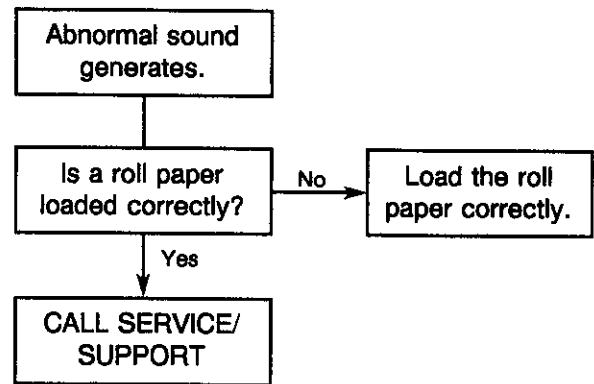 Abnormal sound
generates.
Is a roll paper
loaded correctly?
No
Load the roll
paper correctly.
Yes
CALL SERVICE/
SUPPORT